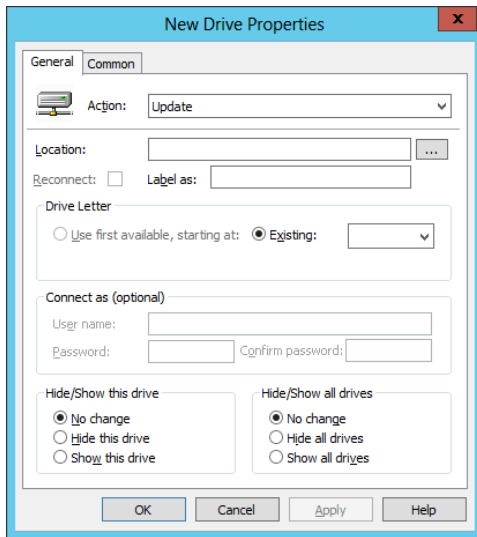 New Drive Properties
x
General Common
Action: Update
Location: ...
Reconnect: Label as:
Drive Letter
Use first available, starting at: Existing:
Connect as (optional)
User name:
Password: Confirm password:
Hide/Show this drive Hide/Show all drives
No change No change
Hide this drive Hide all drives
Show this drive Show all drives
OK Cancel Apply Help